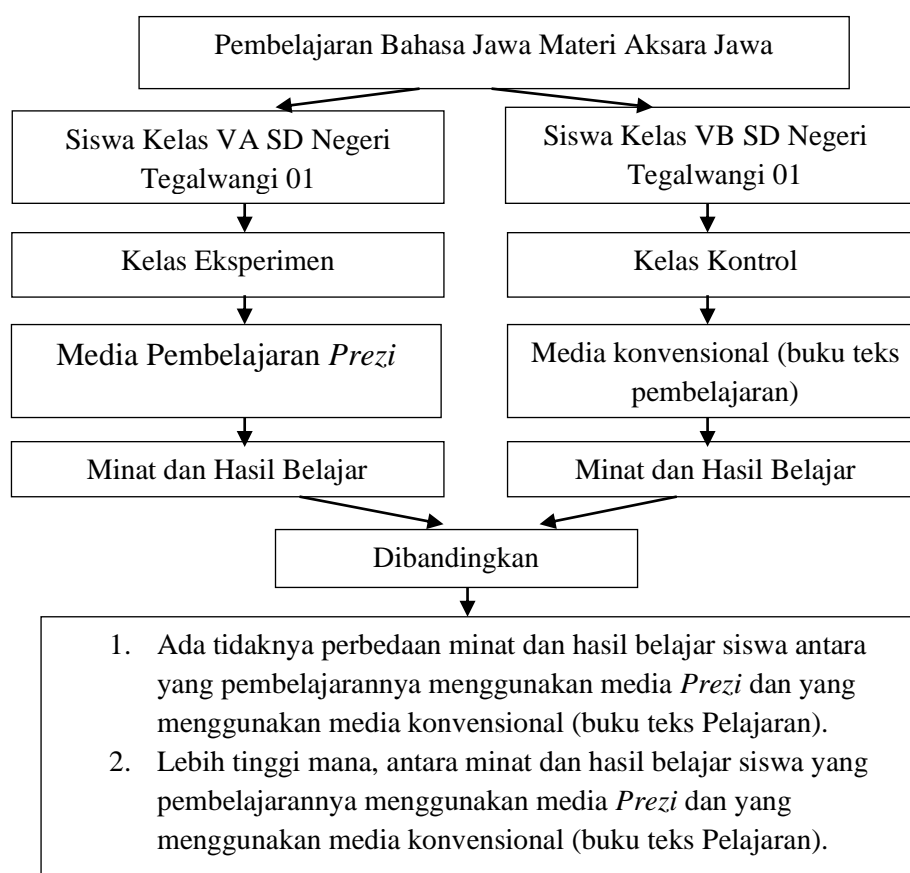 Pembelajaran Bahasa Jawa Materi Aksara Jawa
Siswa Kelas VA SD Negeri
Tegalwangi 01
Siswa Kelas VB SD Negeri
Tegalwangi 01
Kelas Eksperimen
Kelas Kontrol
Media Pembelajaran Prezi
Media konvensional (buku teks
pembelajaran)
Minat dan Hasil Belajar
Minat dan Hasil Belajar
Dibandingkan
1. Ada tidaknya perbedaan minat dan hasil belajar siswa antara
yang pembelajarannya menggunakan media Prezi dan yang
menggunakan media konvensional (buku teks Pelajaran).
2. Lebih tinggi mana, antara minat dan hasil belajar siswa yang
pembelajarannya menggunakan media Prezi dan yang
menggunakan media konvensional (buku teks Pelajaran).